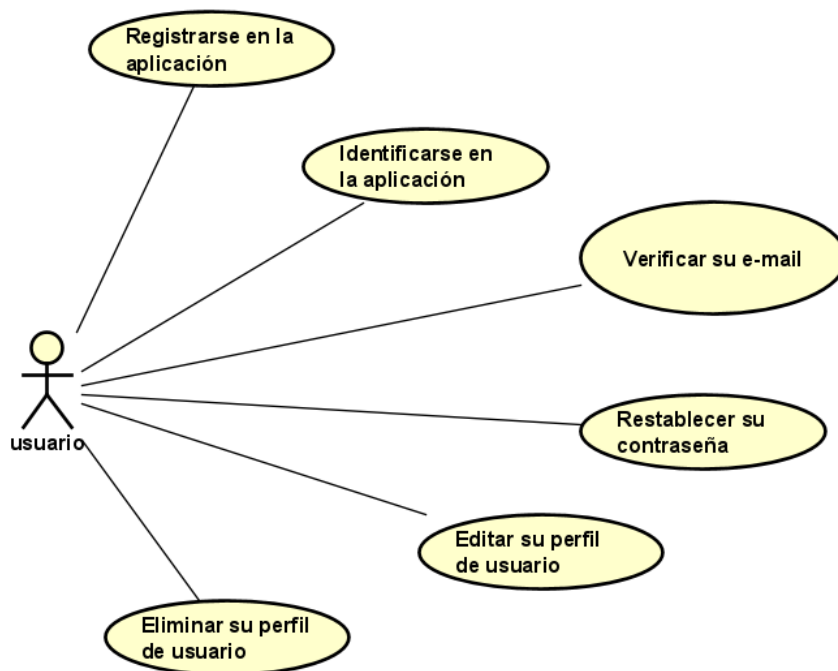 Registrarse en la
aplicación
Identificarse en
la aplicación
Verificar su e-mail
usuario
Restablecer su
contraseña
Editar su perfil
de usuario
Eliminar su perfil
de usuario